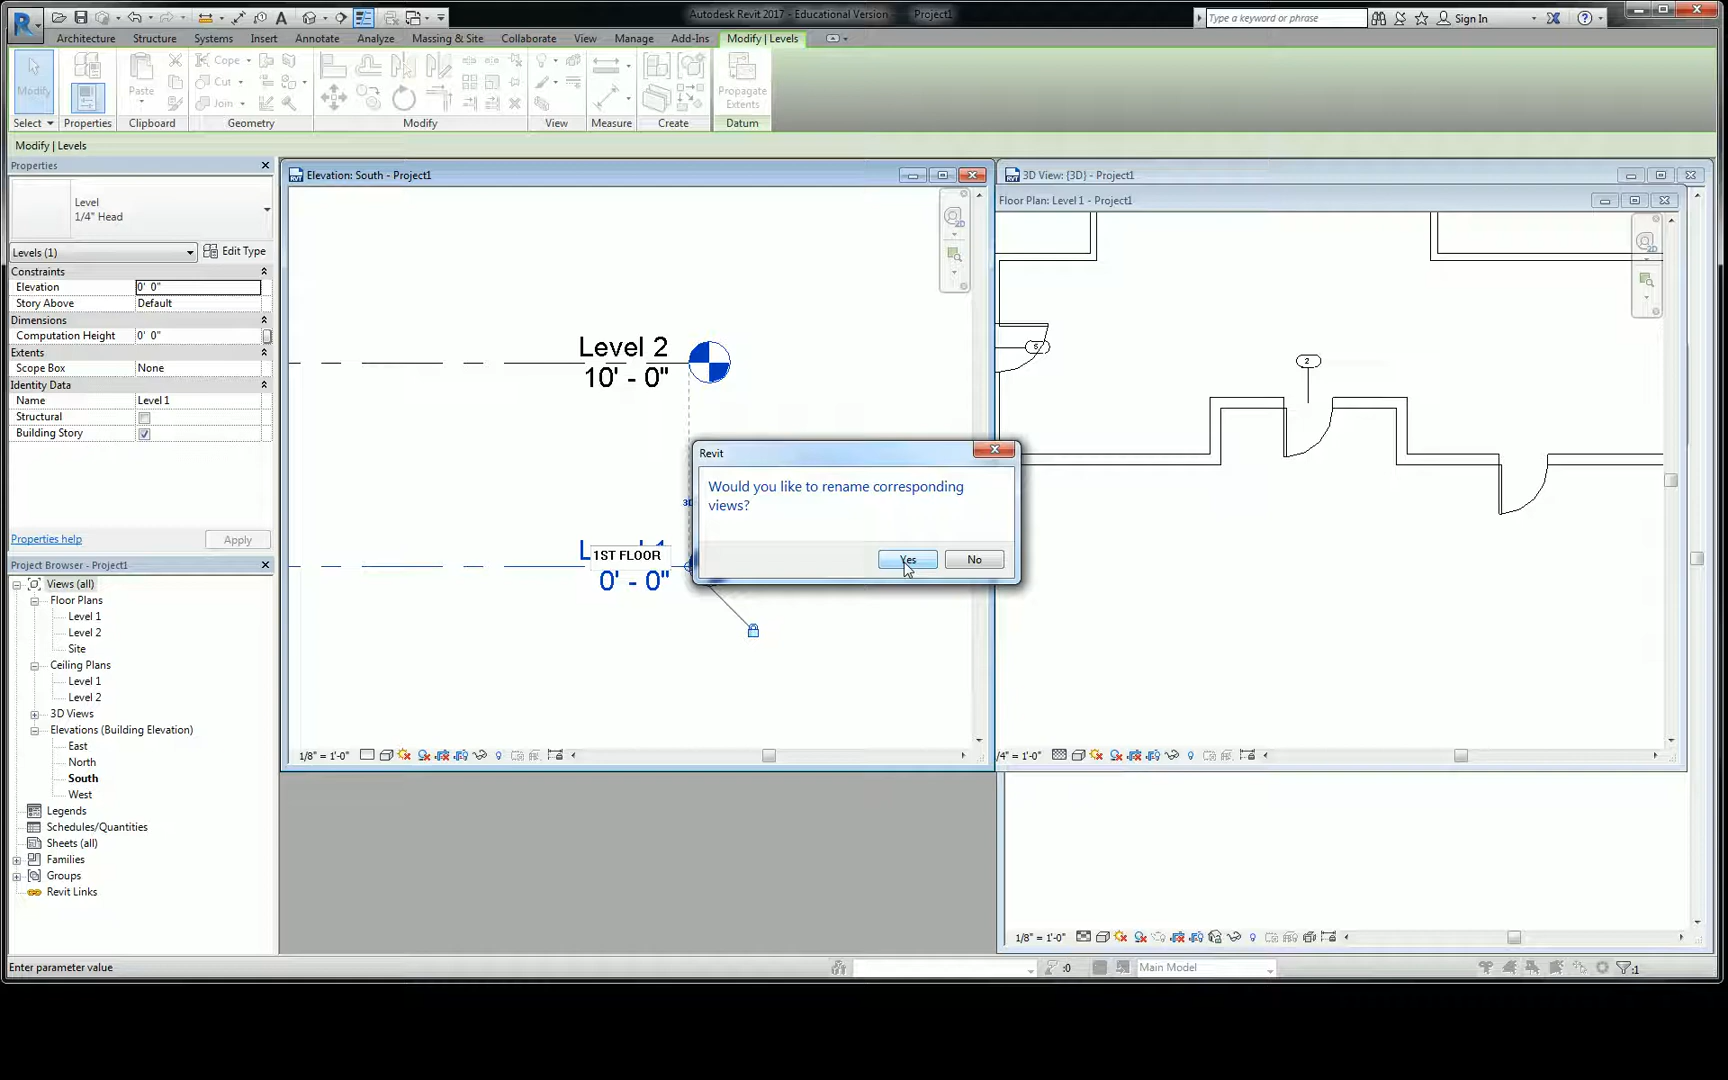 Autodesk Revit 2017 - Educational Version - Project1
Type a keyword or phrase
Sign In
Architecture Structure Systems Insert Annotate Analyze Massing & Site Collaborate View Manage Add-Ins Modify | Levels
Modify
Paste
Cope
Cut
Join
Propagate
Extents
Select Properties Clipboard Geometry Modify View Measure Create Datum
Modify | Levels
Properties
Level
1/4" Head
Levels (1)
Edit Type
Constraints
Elevation 0' 0"
Story Above Default
Dimensions
Computation Height 0' 0"
Extents
Scope Box None
Identity Data
Name Level 1
Structural
Building Story
Properties help
Apply
Project Browser - Project1
Views (all)
Floor Plans
Level 1
Level 2
Site
Ceiling Plans
Level 1
Level 2
3D Views
Elevations (Building Elevation)
East
North
South
West
Legends
Schedules/Quantities
Sheets (all)
Families
Groups
Revit Links
Elevation: South - Project1
2D
Level 2
10' - 0"
1ST FLOOR
0' - 0"
Revit
Would you like to rename corresponding
views?
Yes
No
1/8" = 1'-0"
3D View: {3D} - Project1
Floor Plan: Level 1 - Project1
2D
6
2
/4" = 1'-0"
1/8" = 1'-0"
Enter parameter value
:0
Main Model
:1